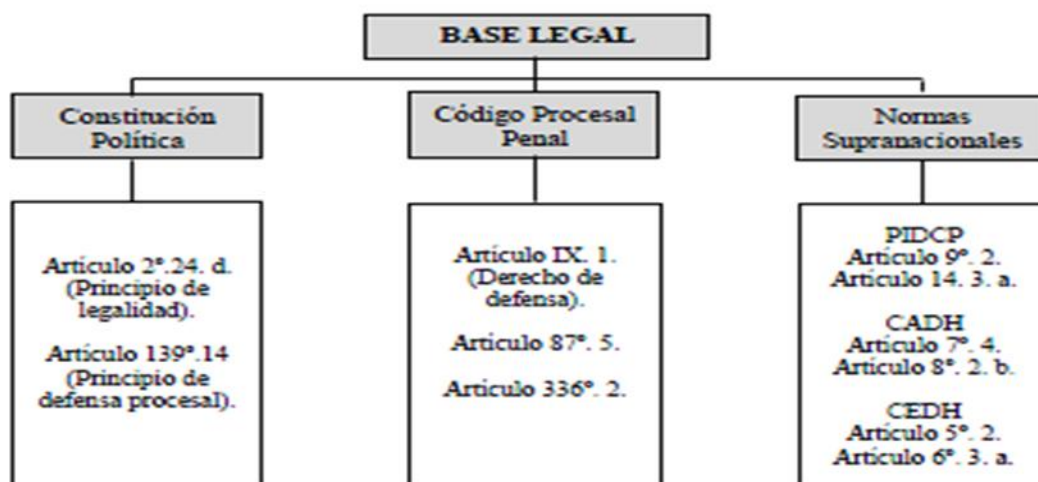 BASE LEGAL
Constitución
Política
Artículo 2º.24. d.
(Principio de
legalidad).
Artículo 139º.14
(Principio de
defensa procesal).
Código Procesal
Penal
Artículo IX. 1.
(Derecho de
defensa).
Artículo 87º. 5.
Artículo 336º. 2.
Normas
Supranacionales
PIDCP
Artículo 9º. 2.
Artículo 14. 3. a.
CADH
Artículo 7º. 4.
Artículo 8º. 2. b.
CEDH
Artículo 5º. 2.
Artículo 6º. 3. a.